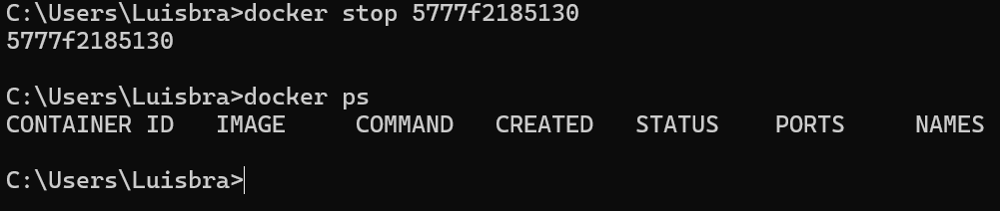 C:\Users\Luisbra>docker stop 5777f2185130
5777f2185130
C:\Users\Luisbra>docker ps
CONTAINER ID   IMAGE     COMMAND   CREATED   STATUS    PORTS     NAMES
C:\Users\Luisbra>